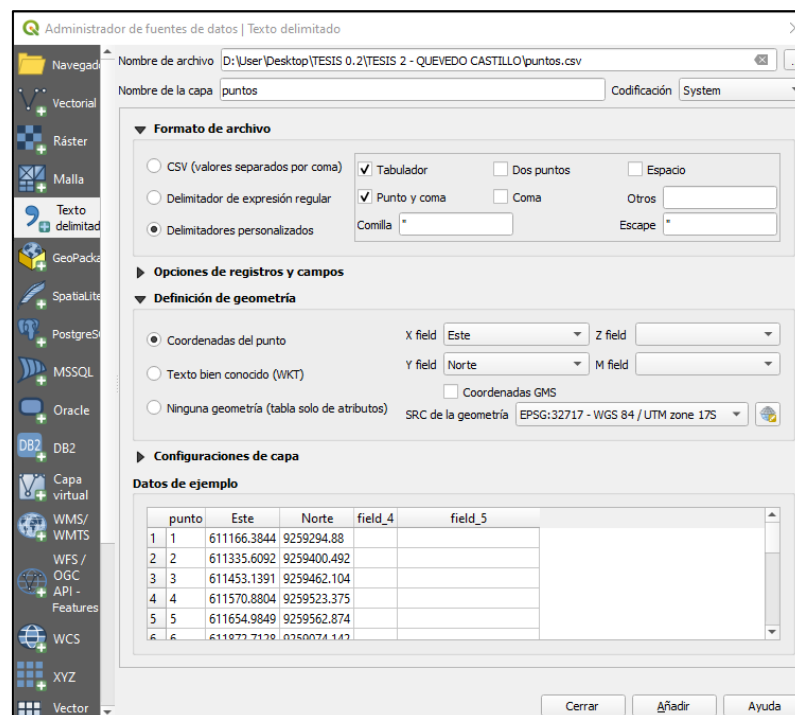 Administrador de fuentes de datos | Texto delimitado
Nombre de archivo D:\User\Desktop\TESIS 0.2\TESIS 2 - QUEVEDO CASTILLO\puntos.csv
Nombre de la capa puntos Codificación System
Navegad
Vectorial
Ráster
Malla
Texto
delimitad
GeoPacka
SpatiaLite
PostgreS
MSSQL
Oracle
DB2 DB2
Capa
virtual
WMS/
WMTS
WFS /
OGC
API -
Features
WCS
XYZ
Vector
Formato de archivo
CSV (valores separados por coma)
Delimitador de expresión regular
Delimitadores personalizados
Tabulador Dos puntos Espacio
Punto y coma Coma Otros
Comilla " Escape "
Opciones de registros y campos
Definición de geometría
Coordenadas del punto
Texto bien conocido (WKT)
Ninguna geometría (tabla solo de atributos)
X field Este Z field
Y field Norte M field
Coordenadas GMS
SRC de la geometría EPSG:32717 - WGS 84 / UTM zone 17S
Configuraciones de capa
Datos de ejemplo
punto Este Norte field_4 field_5
1 1 611166.3844 9259294.88
2 2 611335.6092 9259400.492
3 3 611453.1391 9259462.104
4 4 611570.8804 9259523.375
5 5 611654.9849 9259562.874
6 6 611872.7128 9259074.142
Cerrar Añadir Ayuda